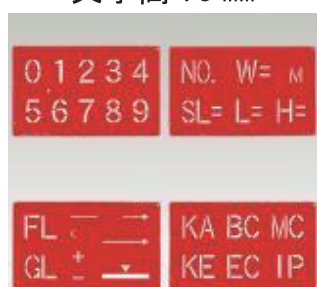 0 1 2 3 4
5 6 7 8 9
NO. W= M
SL= L= H=
FL
GL ±
KA BC MC
KE EC IP